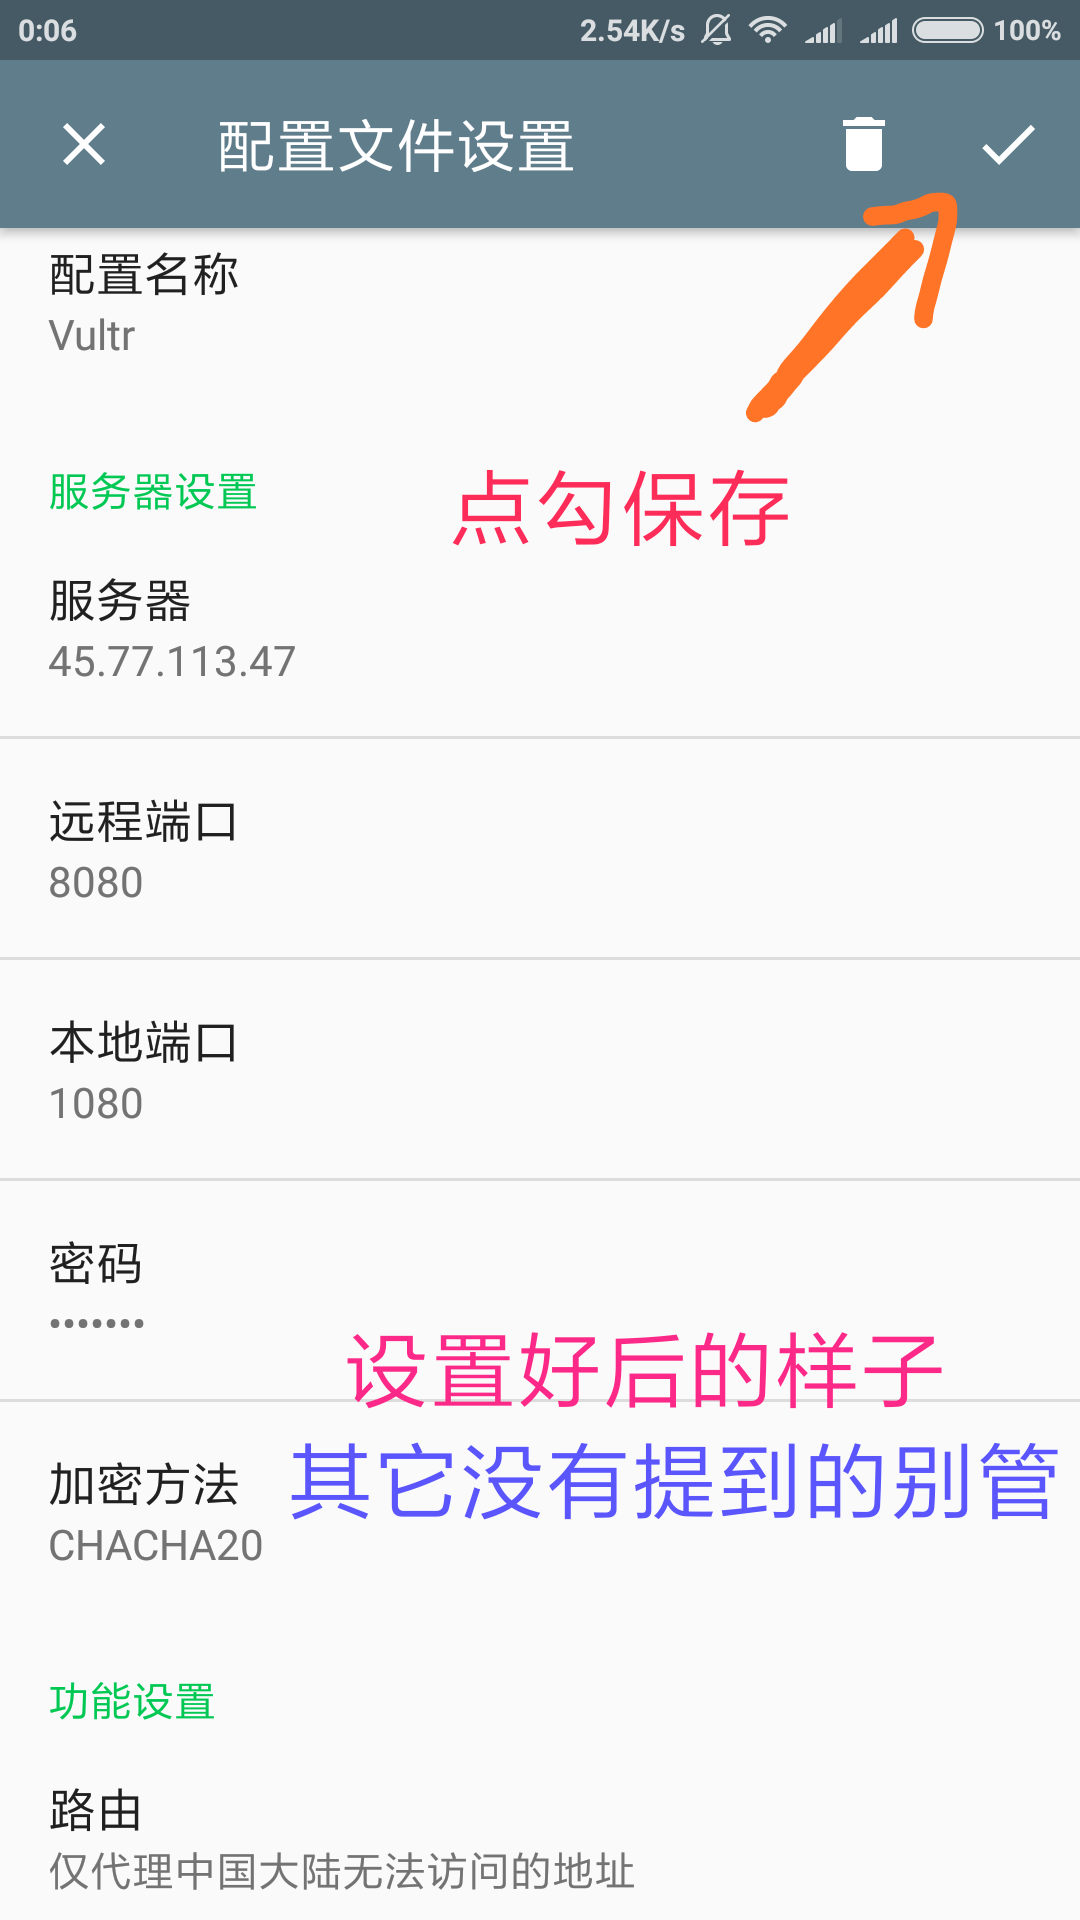 0:06 2.54K/s 100%
配置文件设置
配置名称
Vultr
服务器设置
点勾保存
服务器
45.77.113.47
远程端口
8080
本地端口
1080
密码
•••••••
设置好后的样子
其它没有提到的别管
加密方法
CHACHA20
功能设置
路由
仅代理中国大陆无法访问的地址